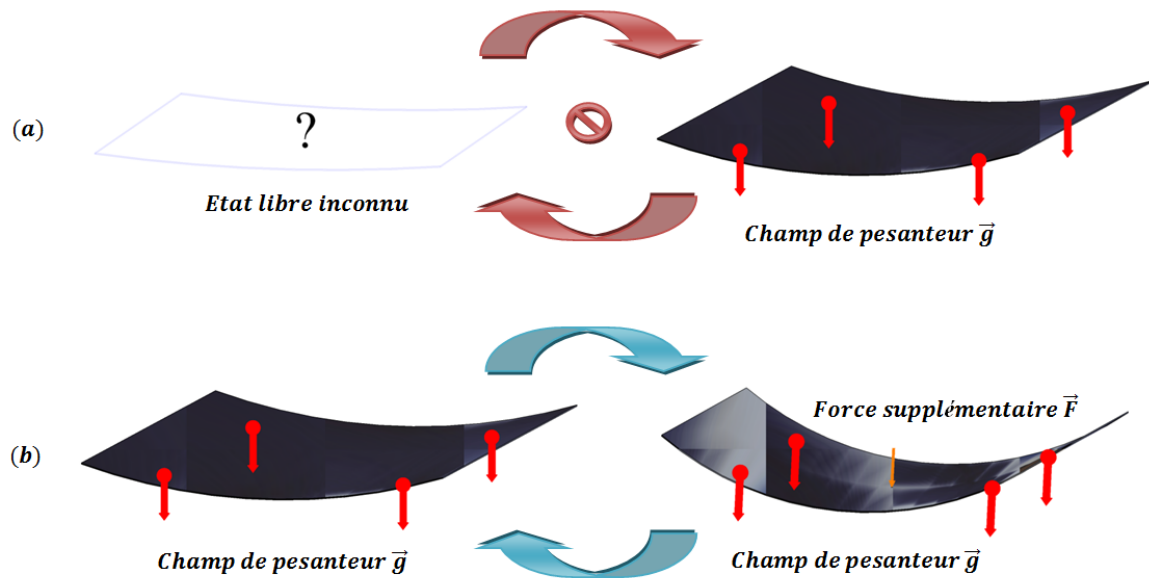 (a)
?
Etat libre inconnu
Champ de pesanteur g⃗
(b)
Force supplémentaire F⃗
Champ de pesanteur g⃗
Champ de pesanteur g⃗